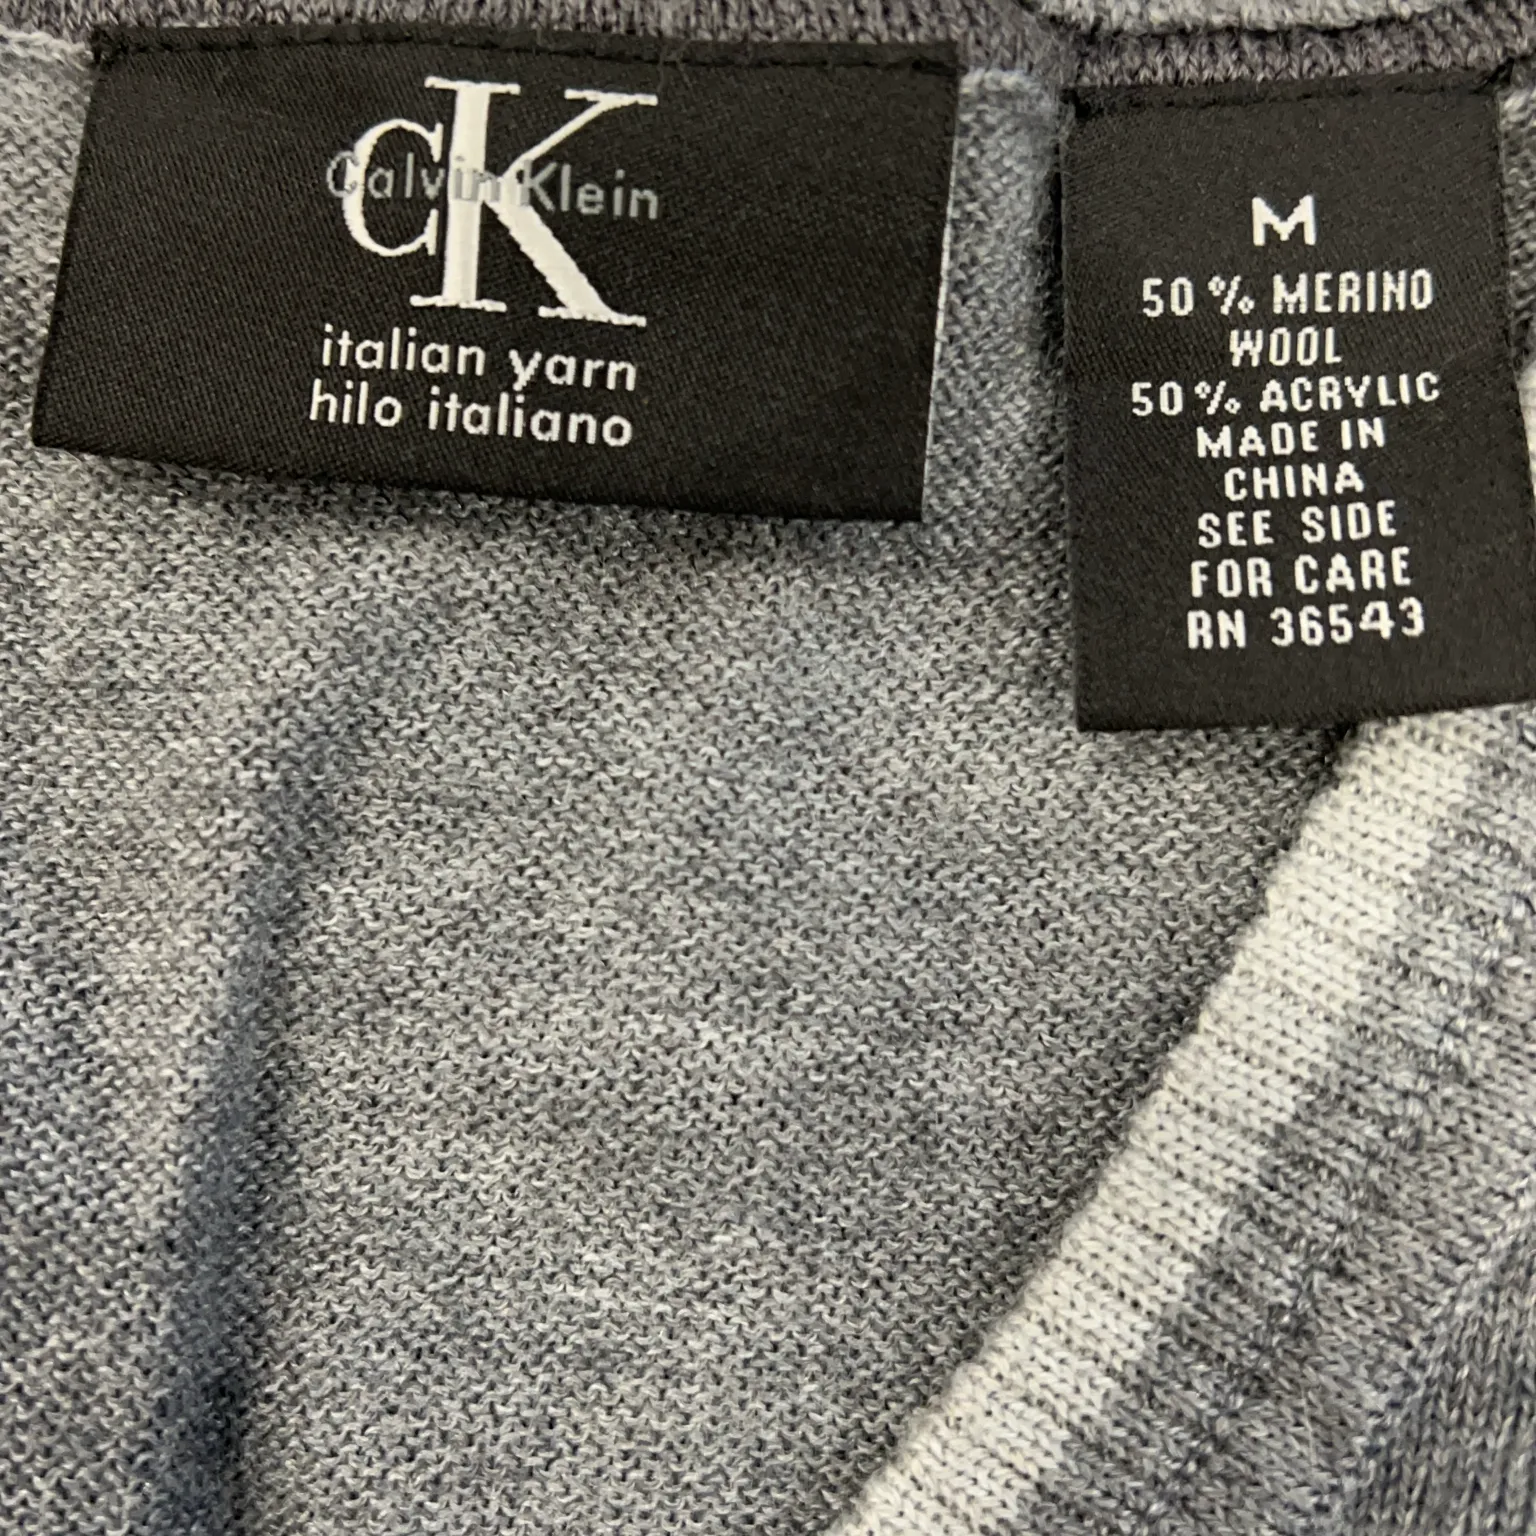 cK
Calvin Klein
italian yarn
hilo italiano
M
50% MERINO
WOOL
50% ACRYLIC
MADE IN
CHINA
SEE SIDE
FOR CARE
RN 36543